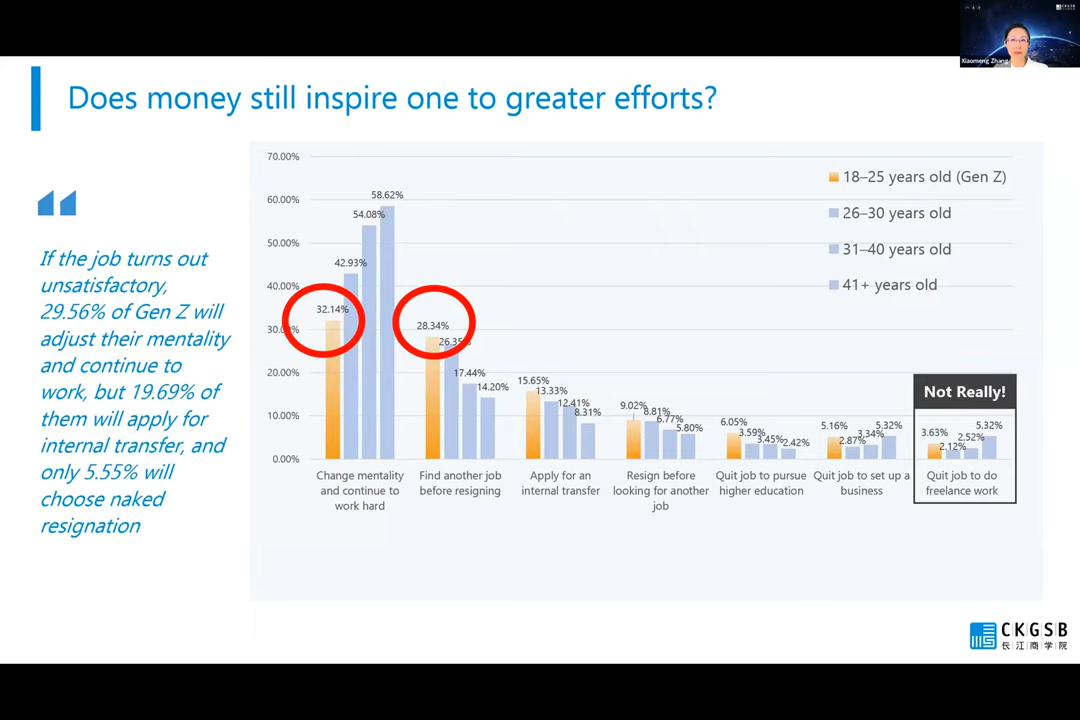 CKGSB
Xiaomeng Zhang
Does money still inspire one to greater efforts?
If the job turns out
unsatisfactory,
29.56% of Gen Z will
adjust their mentality
and continue to
work, but 19.69% of
them will apply for
internal transfer, and
only 5.55% will
choose naked
resignation
70.00%
60.00%
50.00%
40.00%
30.00%
20.00%
10.00%
0.00%
18–25 years old (Gen Z)
26–30 years old
31–40 years old
41+ years old
32.14%
42.93%
54.08%
58.62%
28.34%
26.35%
17.44%
14.20%
15.65%
13.33%
12.41%
8.31%
9.02%
8.81%
6.77%
5.80%
6.05%
3.59%
3.45%
2.42%
5.16%
2.87%
3.34%
5.32%
Not Really!
3.63%
2.12%
2.52%
5.32%
Change mentality
and continue to
work hard
Find another job
before resigning
Apply for an
internal transfer
Resign before
looking for another
job
Quit job to pursue
higher education
Quit job to set up a
business
Quit job to do
freelance work
CKGSB
长江商学院